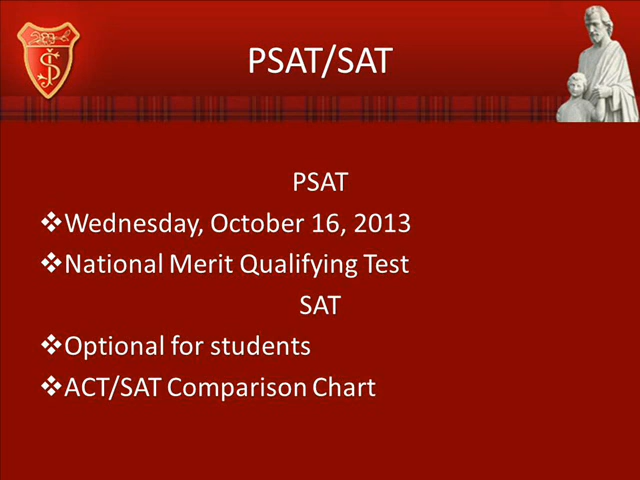 PSAT/SAT
PSAT
❖Wednesday, October 16, 2013
❖National Merit Qualifying Test
SAT
❖Optional for students
❖ACT/SAT Comparison Chart